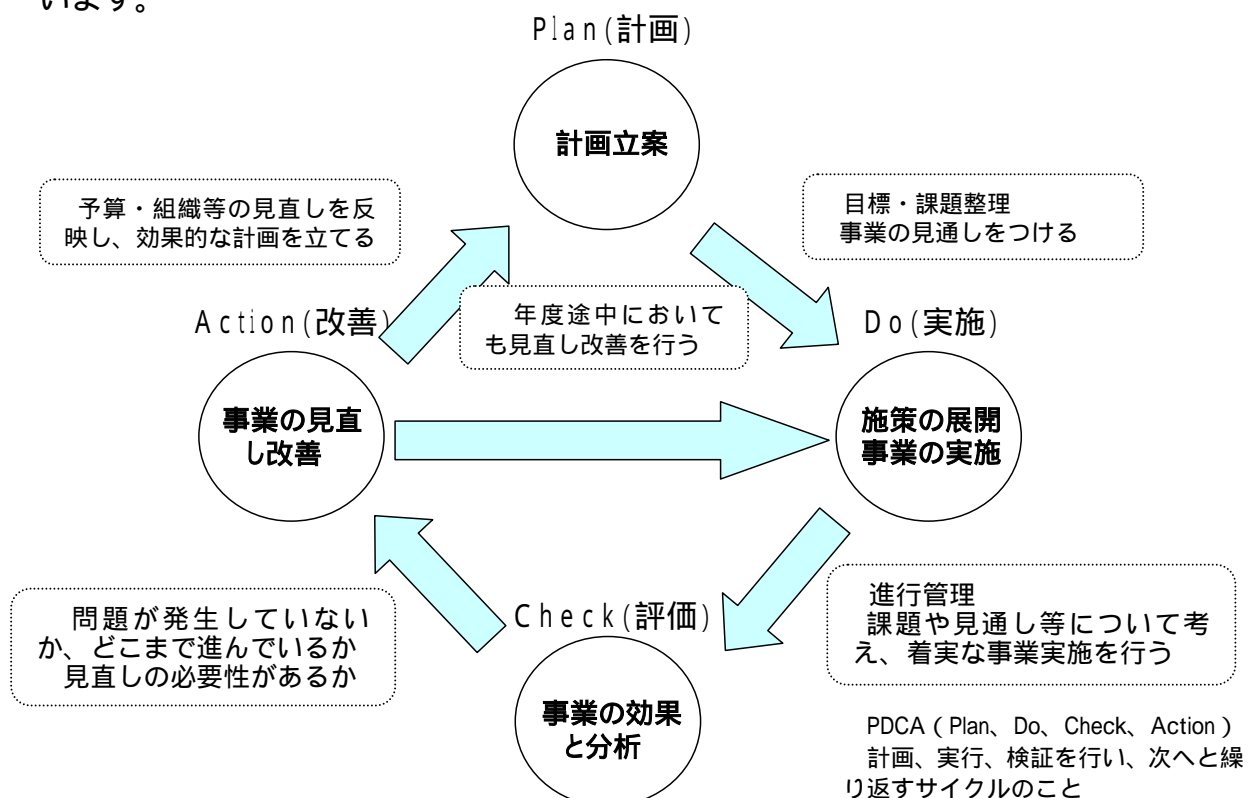 います。
Plan(計画)
計画立案
予算・組織等の見直しを反
映し、効果的な計画を立てる
目標・課題整理
事業の見通しをつける
年度途中において
も見直し改善を行う
Action(改善)
Do(実施)
事業の見直
し改善
施策の展開
事業の実施
問題が発生していない
か、どこまで進んでいるか
見直しの必要性があるか
Check(評価)
事業の効果
と分析
進行管理
課題や見通し等について考
え、着実な事業実施を行う
PDCA(Plan、Do、Check、Action)
計画、実行、検証を行い、次へと繰
り返すサイクルのこと